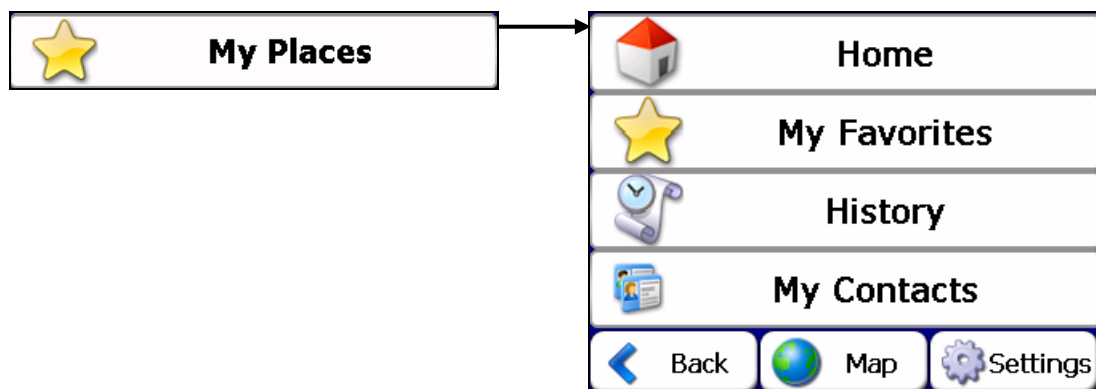 My Places
Home
My Favorites
History
My Contacts
Back Map Settings